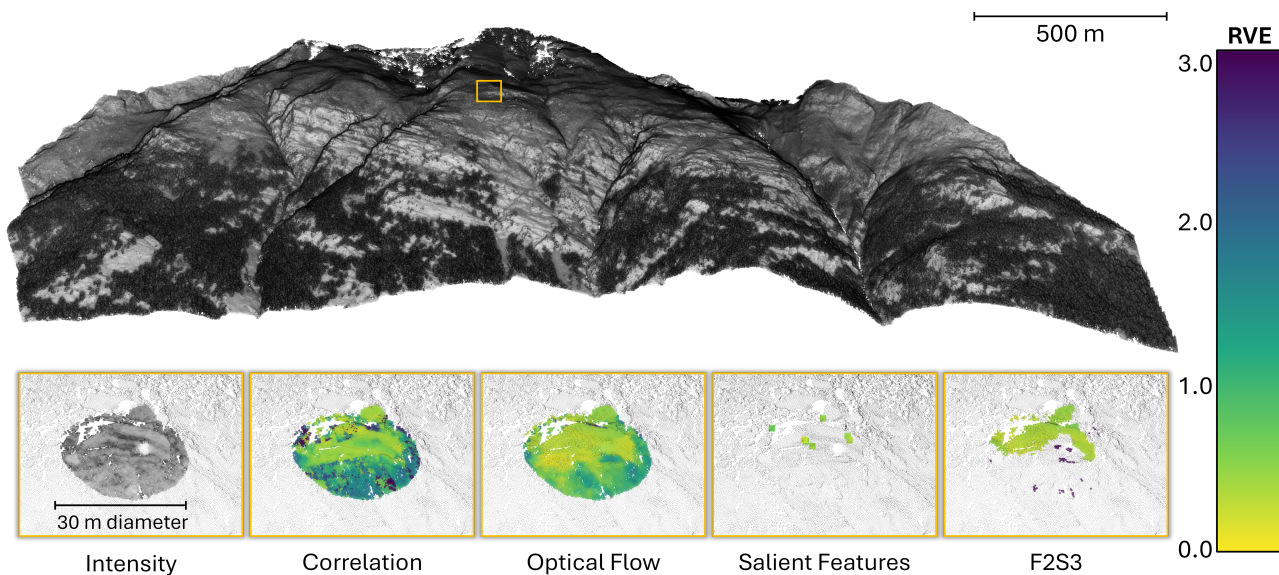 500 m
RVE
3.0
2.0
1.0
0.0
30 m diameter
Intensity
Correlation
Optical Flow
Salient Features
F2S3